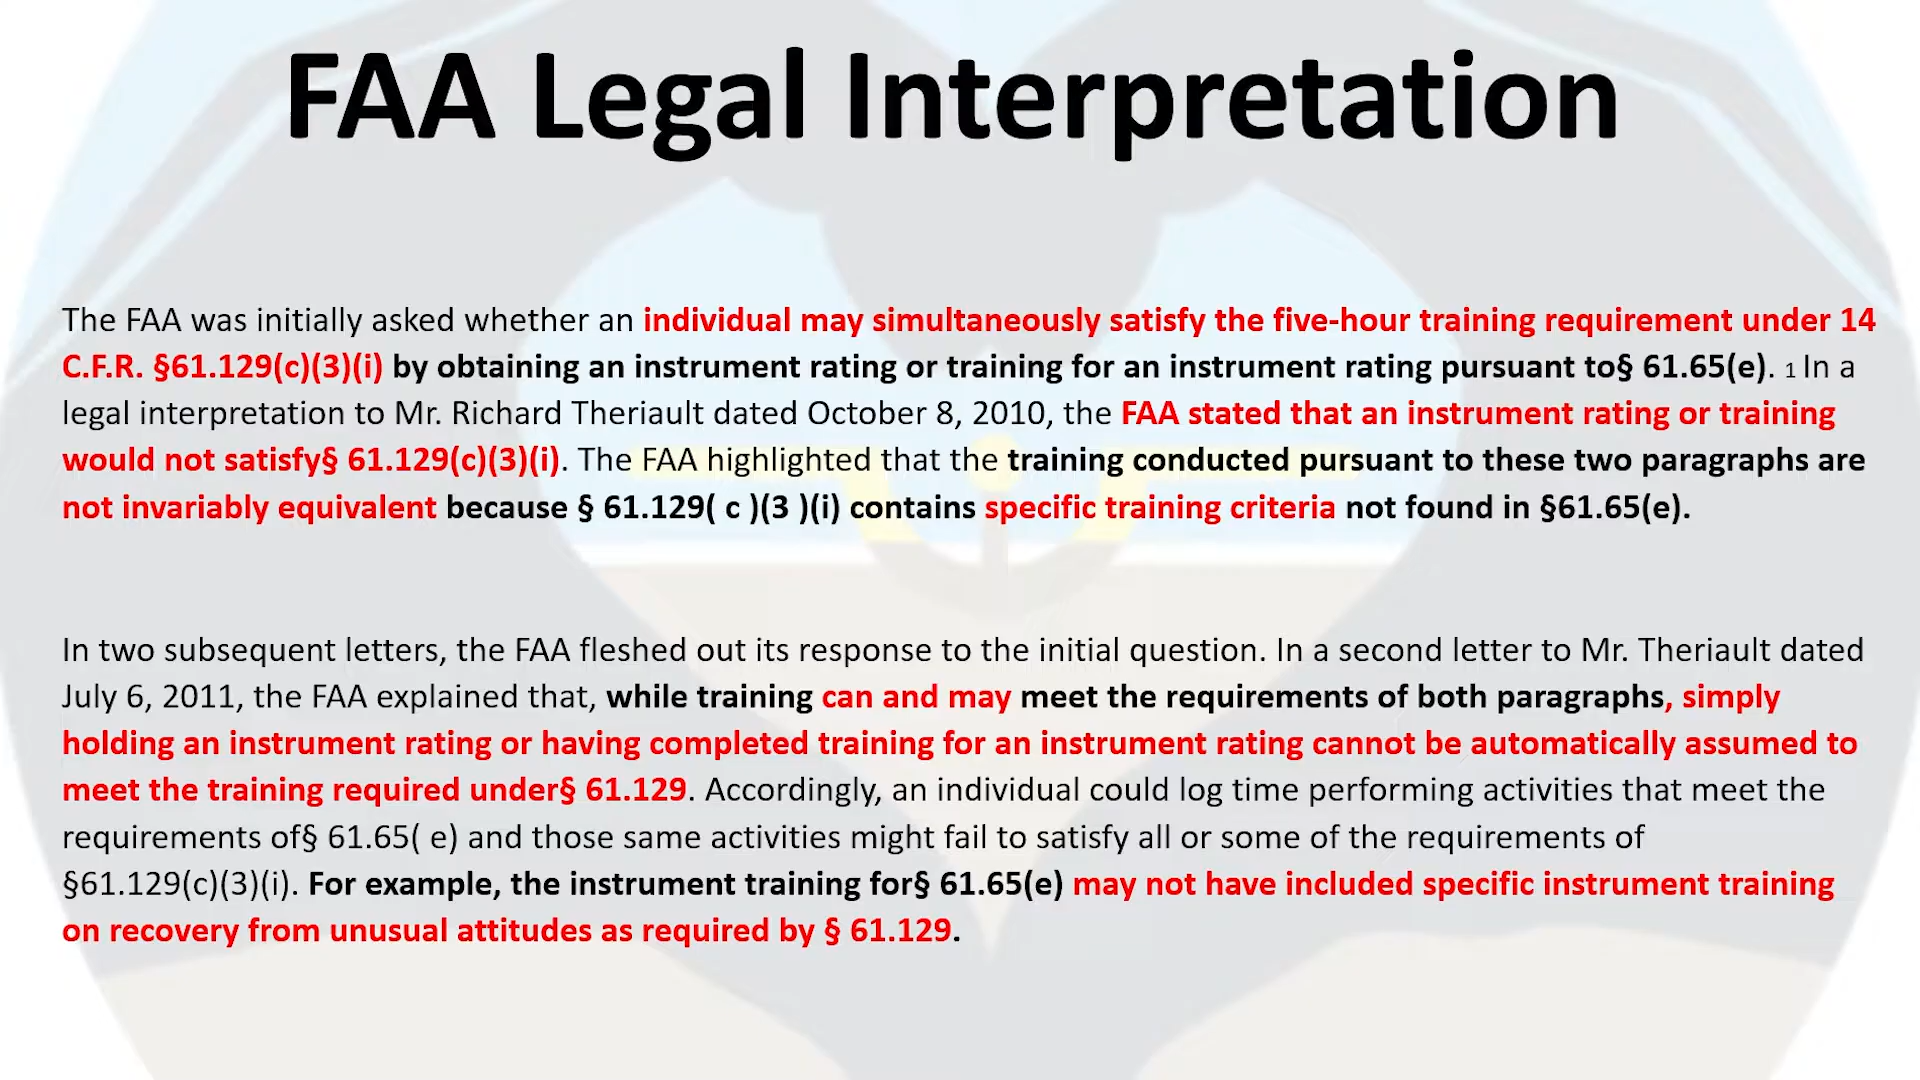 FAA Legal Interpretation
The FAA was initially asked whether an individual may simultaneously satisfy the five-hour training requirement under 14
C.F.R. §61.129(c)(3)(i) by obtaining an instrument rating or training for an instrument rating pursuant to§ 61.65(e). 1 In a
legal interpretation to Mr. Richard Theriault dated October 8, 2010, the FAA stated that an instrument rating or training
would not satisfy§ 61.129(c)(3)(i). The FAA highlighted that the training conducted pursuant to these two paragraphs are
not invariably equivalent because § 61.129( c )(3 )(i) contains specific training criteria not found in §61.65(e).
In two subsequent letters, the FAA fleshed out its response to the initial question. In a second letter to Mr. Theriault dated
July 6, 2011, the FAA explained that, while training can and may meet the requirements of both paragraphs, simply
holding an instrument rating or having completed training for an instrument rating cannot be automatically assumed to
meet the training required under§ 61.129. Accordingly, an individual could log time performing activities that meet the
requirements of§ 61.65( e) and those same activities might fail to satisfy all or some of the requirements of
§61.129(c)(3)(i). For example, the instrument training for§ 61.65(e) may not have included specific instrument training
on recovery from unusual attitudes as required by § 61.129.